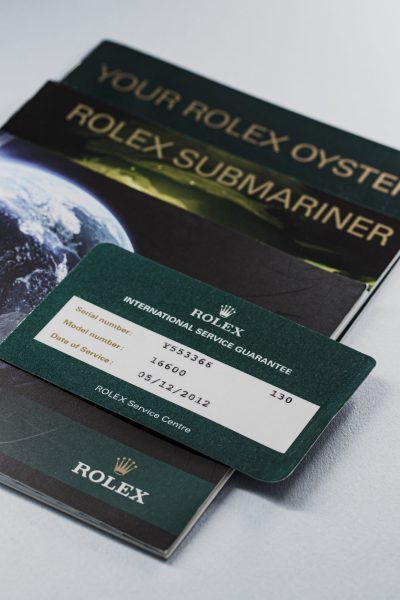 YOUR ROLEX OYSTER
ROLEX SUBMARINER
ROLEX
INTERNATIONAL SERVICE GUARANTEE
Serial number: Y553366
Model number: 16600 130
Date of Service: 05/12/2012
ROLEX Service Centre
ROLEX